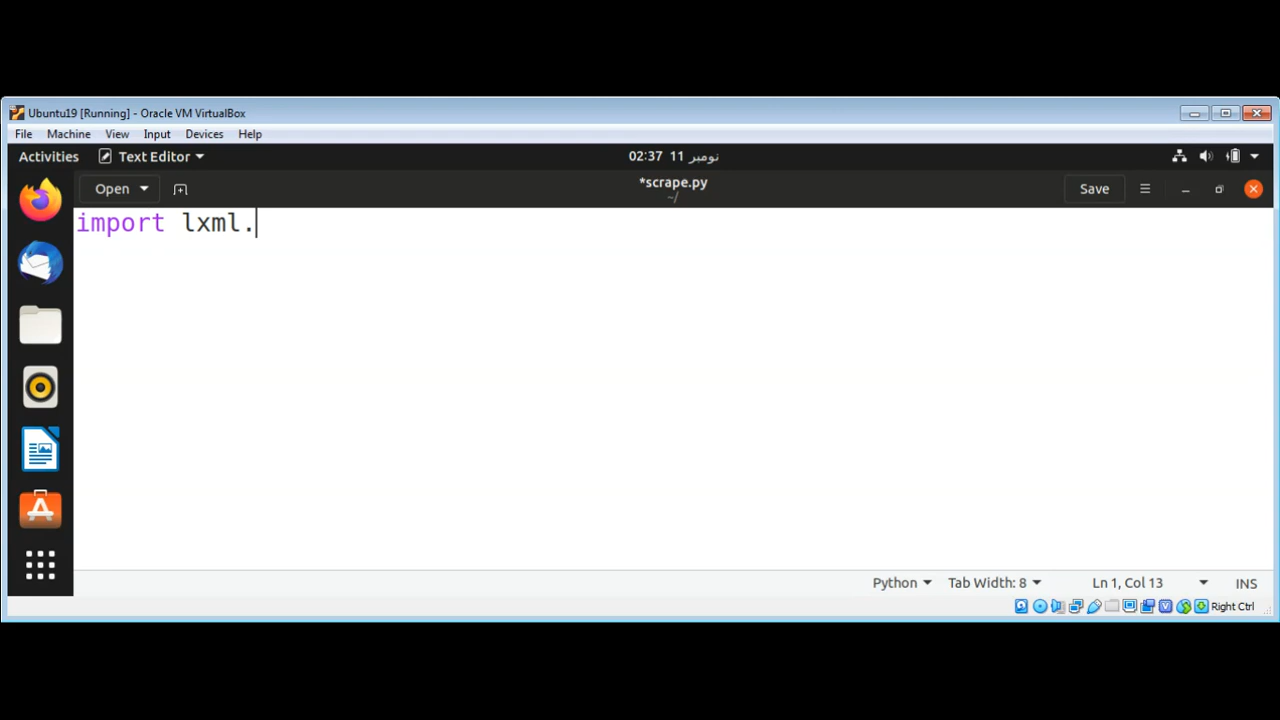 Ubuntu19 [Running] - Oracle VM VirtualBox
File Machine View Input Devices Help
Activities Text Editor 02:37 11 نومبر
Open *scrape.py Save
~/
import lxml.
Python Tab Width: 8 Ln 1, Col 13 INS
Right Ctrl